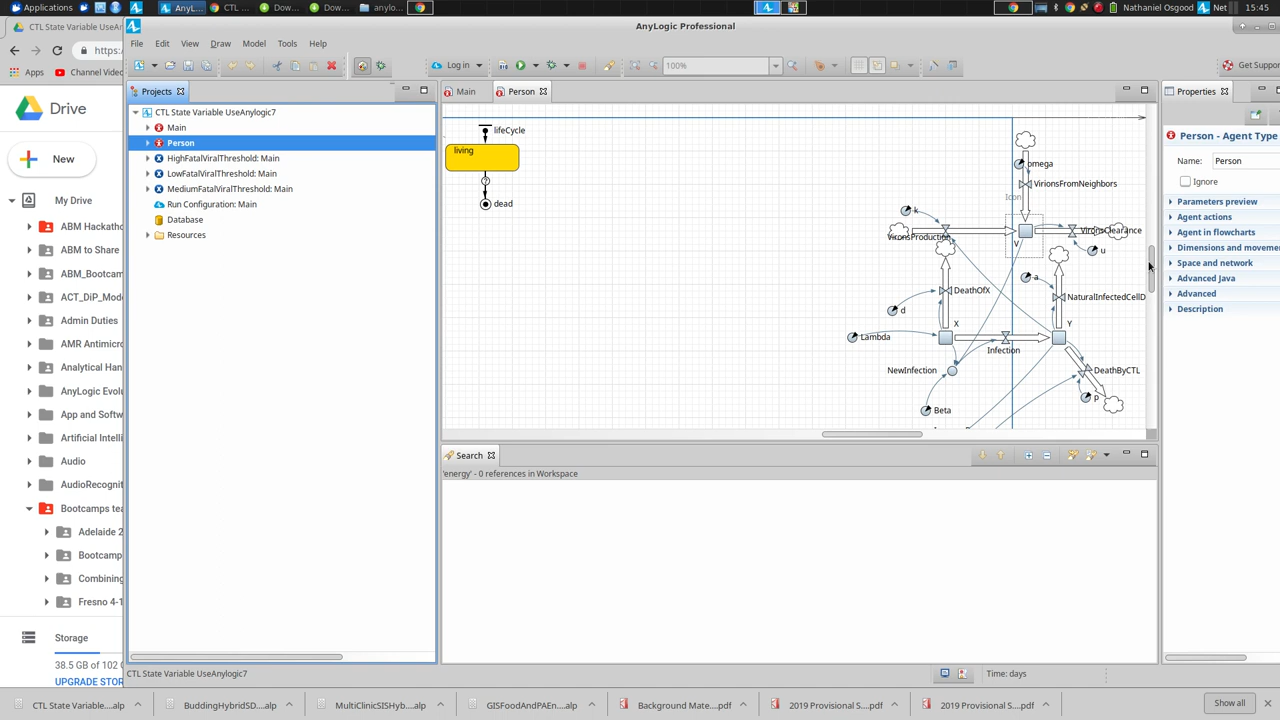 Applications
AnyL...
CTL ...
Dow...
Dow...
anylo...
Nathaniel Osgood
Net
15:45
CTL State Variable UseAn
AnyLogic Professional
https:
File Edit View Draw Model Tools Help
Apps
Channel Vide
Log in
100%
Get Suppor
Drive
New
My Drive
ABM Hackatho
ABM to Share
ABM_Bootcam
ACT_DiP_Mode
Admin Duties
AMR Antimicro
Analytical Han
AnyLogic Evolu
App and Softw
Artificial Intelli
Audio
AudioRecognit
Bootcamps tea
Adelaide 2
Bootcamp
Combining
Fresno 4-1
Storage
38.5 GB of 102 G
UPGRADE STOR
Projects
CTL State Variable UseAnylogic7
Main
Person
HighFatalViralThreshold: Main
LowFatalViralThreshold: Main
MediumFatalViralThreshold: Main
Run Configuration: Main
Database
Resources
Main
Person
lifeCycle
living
?
dead
omega
VirionsFromNeighbors
Icon
k
VirionsProduction
V
VironsClearance
u
a
DeathOfX
NaturalInfectedCellD
d
X
Y
Lambda
Infection
NewInfection
DeathByCTL
p
Beta
Search
'energy' - 0 references in Workspace
Properties
Person - Agent Type
Name: Person
Ignore
Parameters preview
Agent actions
Agent in flowcharts
Dimensions and moveme
Space and network
Advanced Java
Advanced
Description
CTL State Variable UseAnylogic7
Time: days
CTL State Variable....alp
BuddingHybridSD....alp
MultiClinicSISHyb....alp
GISFoodAndPAEn....alp
Background Mate....pdf
2019 Provisional S....pdf
2019 Provisional S....pdf
Show all